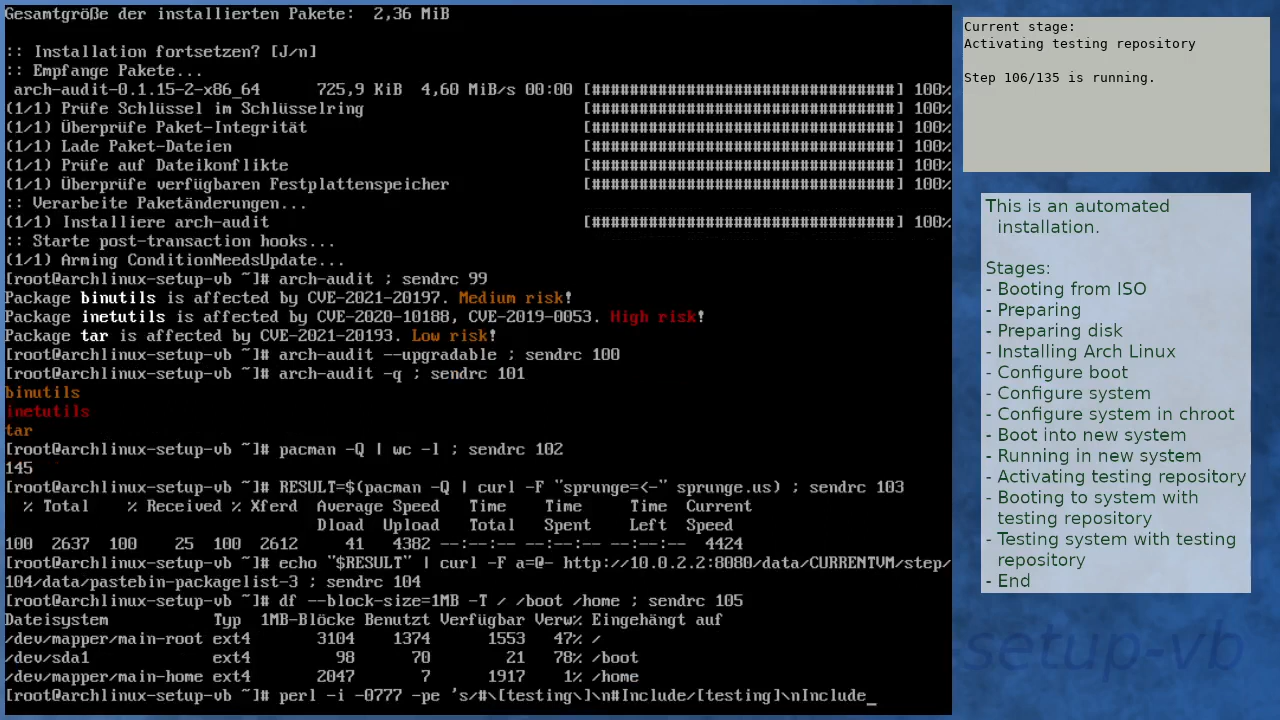 Gesamtgröße der installierten Pakete:  2,36 MiB
:: Installation fortsetzen? [J/n]
:: Empfange Pakete...
arch-audit-0.1.15-2-x86_64      725,9 KiB  4,60 MiB/s 00:00 [################################] 100%
(1/1) Prüfe Schlüssel im Schlüsselring [################################] 100%
(1/1) Überprüfe Paket-Integrität [################################] 100%
(1/1) Lade Paket-Dateien [################################] 100%
(1/1) Prüfe auf Dateikonflikte [################################] 100%
(1/1) Überprüfe verfügbaren Festplattenspeicher [################################] 100%
:: Verarbeite Paketänderungen...
(1/1) Installiere arch-audit [################################] 100%
:: Starte post-transaction hooks...
(1/1) Arming ConditionNeedsUpdate...
[root@archlinux-setup-vb ~]# arch-audit ; sendrc 99
Package binutils is affected by CVE-2021-20197. Medium risk!
Package inetutils is affected by CVE-2020-10188, CVE-2019-0053. High risk!
Package tar is affected by CVE-2021-20193. Low risk!
[root@archlinux-setup-vb ~]# arch-audit --upgradable ; sendrc 100
[root@archlinux-setup-vb ~]# arch-audit -q ; sendrc 101
binutils
inetutils
tar
[root@archlinux-setup-vb ~]# pacman -Q | wc -l ; sendrc 102
145
[root@archlinux-setup-vb ~]# RESULT=$(pacman -Q | curl -F "sprunge=<-" sprunge.us) ; sendrc 103
% Total    % Received % Xferd  Average Speed   Time    Time     Time  Current
Dload  Upload   Total   Spent    Left  Speed
100  2637  100    25  100  2612     41   4382 --:--:-- --:--:-- --:--:--  4424
[root@archlinux-setup-vb ~]# echo "$RESULT" | curl -F a=@- http://10.0.2.2:8080/data/CURRENTVM/step/
104/data/pastebin-packagelist-3 ; sendrc 104
[root@archlinux-setup-vb ~]# df --block-size=1MB -T / /boot /home ; sendrc 105
Dateisystem           Typ  1MB-Blöcke Benutzt Verfügbar Verw% Eingehängt auf
/dev/mapper/main-root ext4       3104    1374      1553   47% /
/dev/sda1             ext4         98      70        21   78% /boot
/dev/mapper/main-home ext4       2047       7      1917    1% /home
[root@archlinux-setup-vb ~]# perl -i -0777 -pe 's/#\[testing\]\n#Include/[testing]\nInclude_
Current stage:
Activating testing repository
Step 106/135 is running.
This is an automated
installation.
Stages:
- Booting from ISO
- Preparing
- Preparing disk
- Installing Arch Linux
- Configure boot
- Configure system
- Configure system in chroot
- Boot into new system
- Running in new system
- Activating testing repository
- Booting to system with
testing repository
- Testing system with testing
repository
- End
-setup-vb